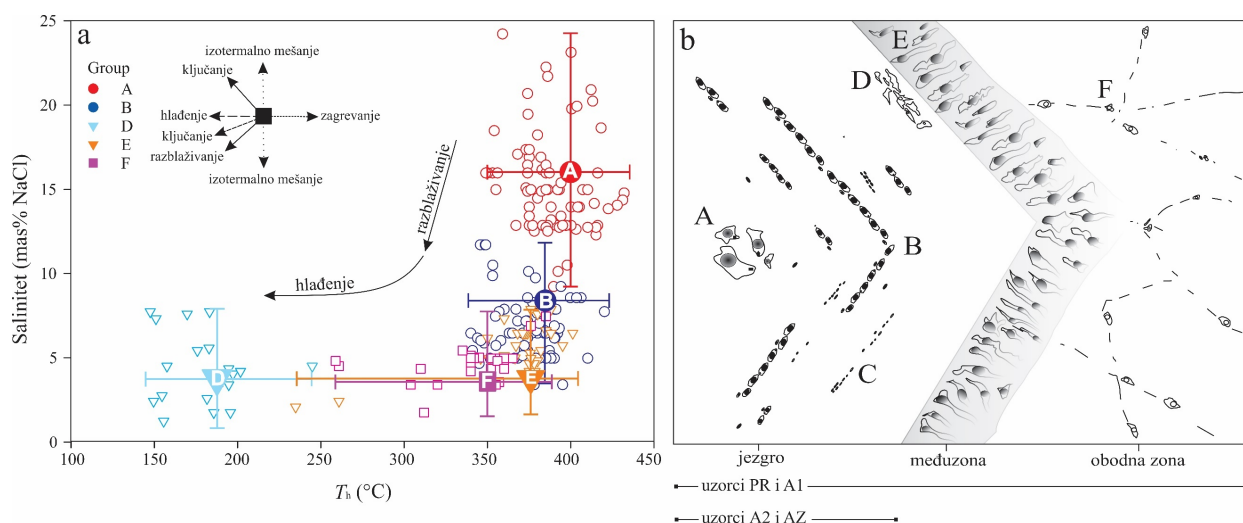 a
Group
A
B
D
E
F
izotermalno mešanje
ključanje
hlađenje
ključanje
razblaživanje
izotermalno mešanje
zagrevanje
razblaživanje
hlađenje
A
B
D
F
E
Salinitet (mas% NaCl)
25
20
15
10
5
0
100 150 200 250 300 350 400 450
Th (°C)
b
E
D
F
A
B
C
jezgro međuzona obodna zona
uzorci PR i A1
uzorci A2 i AZ